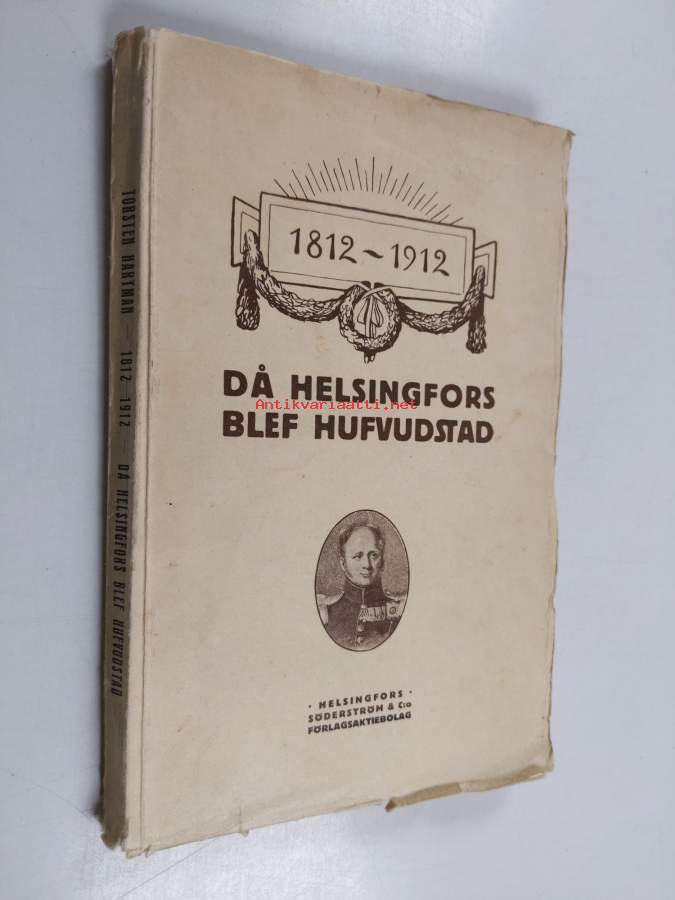 TORSTEN HARTMAN — 1812 1912 DÅ HELSINGFORS BLEF HUFVUDSTAD
1812~1912
DÅ HELSINGFORS
Antikvariaatti.net
BLEF HUFVUDSTAD
· HELSINGFORS ·
SÖDERSTRÖM & C:o
FÖRLAGSAKTIEBOLAG